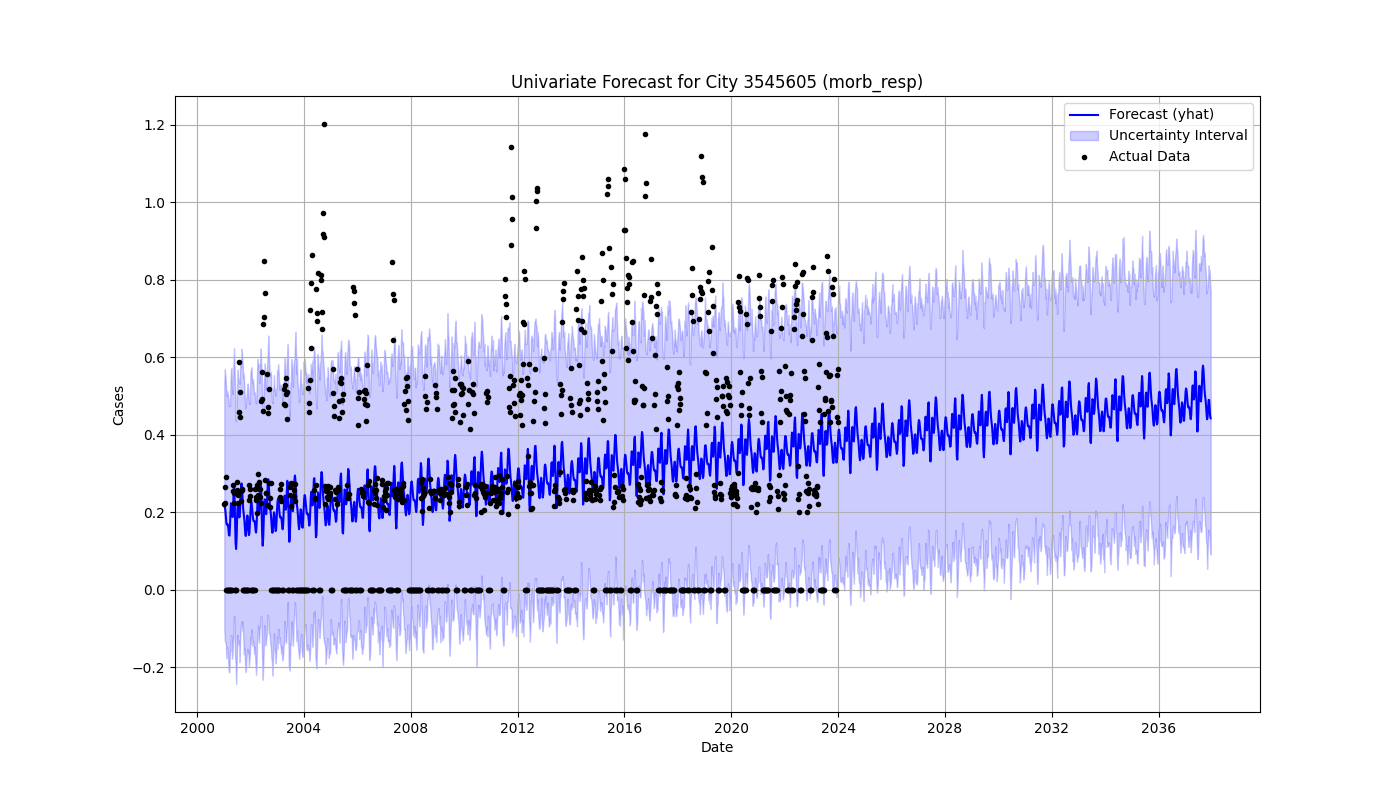 Univariate Forecast for City 3545605 (morb_resp)
Forecast (yhat)
Uncertainty Interval
Actual Data
Cases
1.2
1.0
0.8
0.6
0.4
0.2
0.0
−0.2
2000 2004 2008 2012 2016 2020 2024 2028 2032 2036
Date